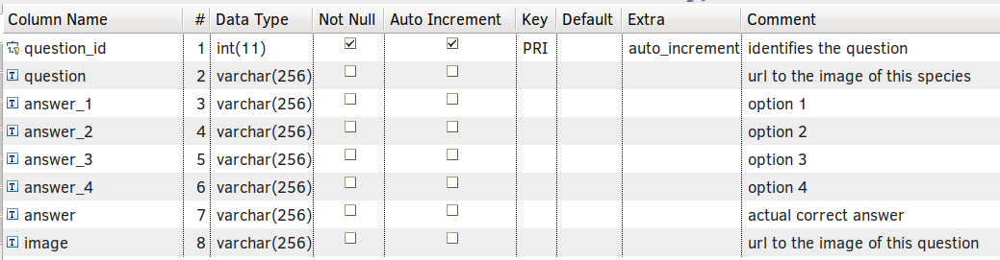 Column Name # Data Type Not Null Auto Increment Key Default Extra Comment
question_id 1 int(11) PRI auto_increment identifies the question
question 2 varchar(256) url to the image of this species
answer_1 3 varchar(256) option 1
answer_2 4 varchar(256) option 2
answer_3 5 varchar(256) option 3
answer_4 6 varchar(256) option 4
answer 7 varchar(256) actual correct answer
image 8 varchar(256) url to the image of this question